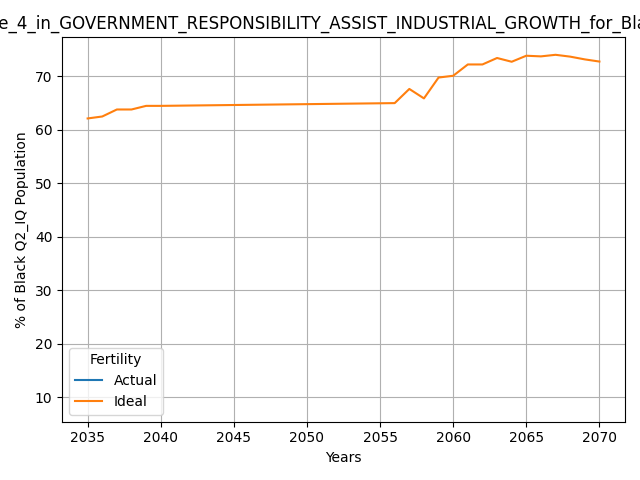 e_4_in_GOVERNMENT_RESPONSIBILITY_ASSIST_INDUSTRIAL_GROWTH_for_Bla
70
60
50
40
30
20
10
% of Black Q2_IQ Population
Fertility
Actual
Ideal
2035 2040 2045 2050 2055 2060 2065 2070
Years